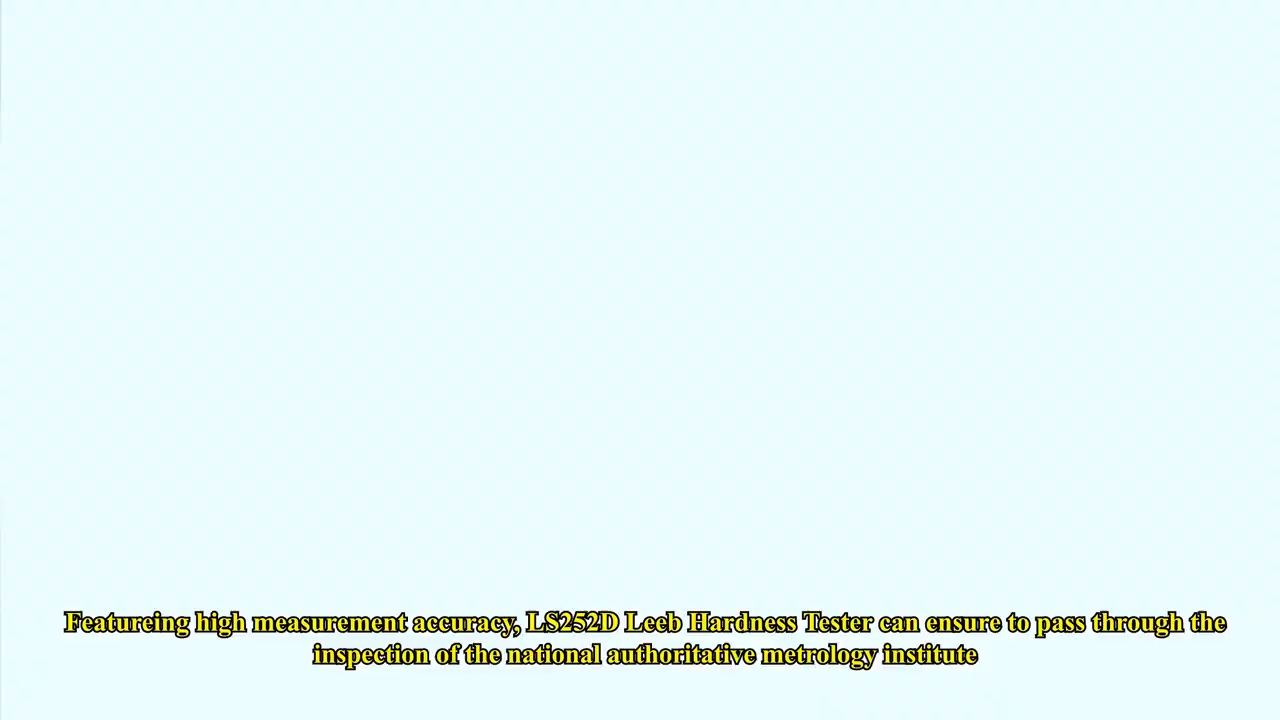 Featureing high measurement accuracy, LS252D Leeb Hardness Tester can ensure to pass through the
inspection of the national authoritative metrology institute